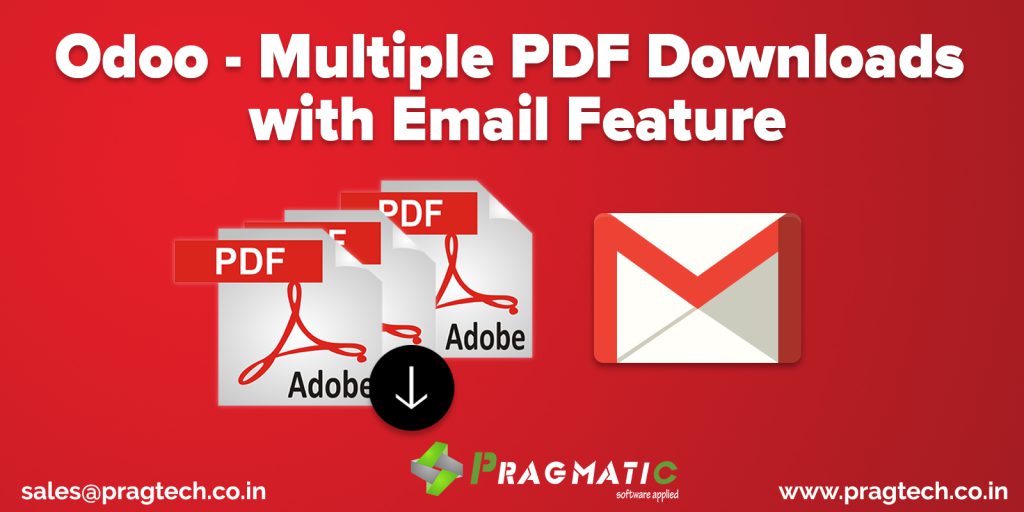 Odoo - Multiple PDF Downloads
with Email Feature
PDF
F
PDF
Adobe
Adobe
PRAGMATIC
software applied
sales@pragtech.co.in
www.pragtech.co.in